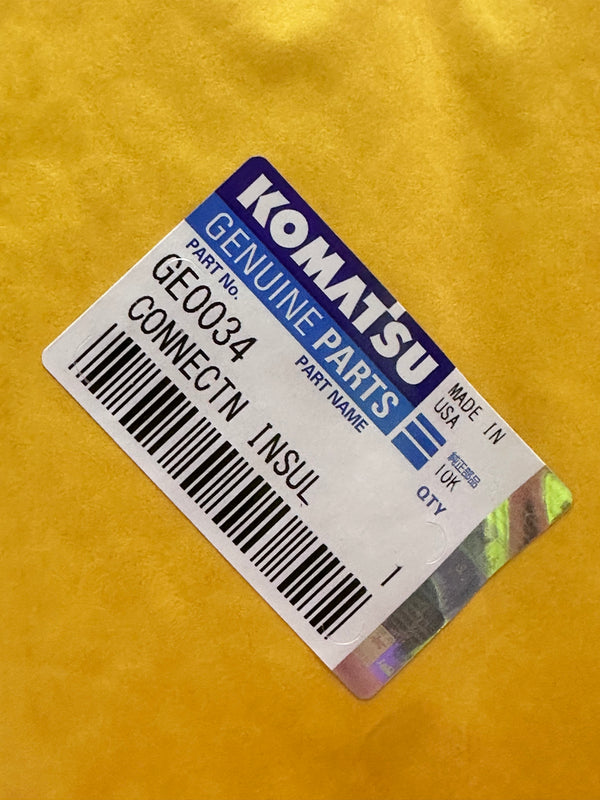 KOMATSU
GENUINE PARTS
PART No.
GE0034
PART NAME
CONNECTN INSUL
MADE IN
USA
純正部品
10K
QTY
1